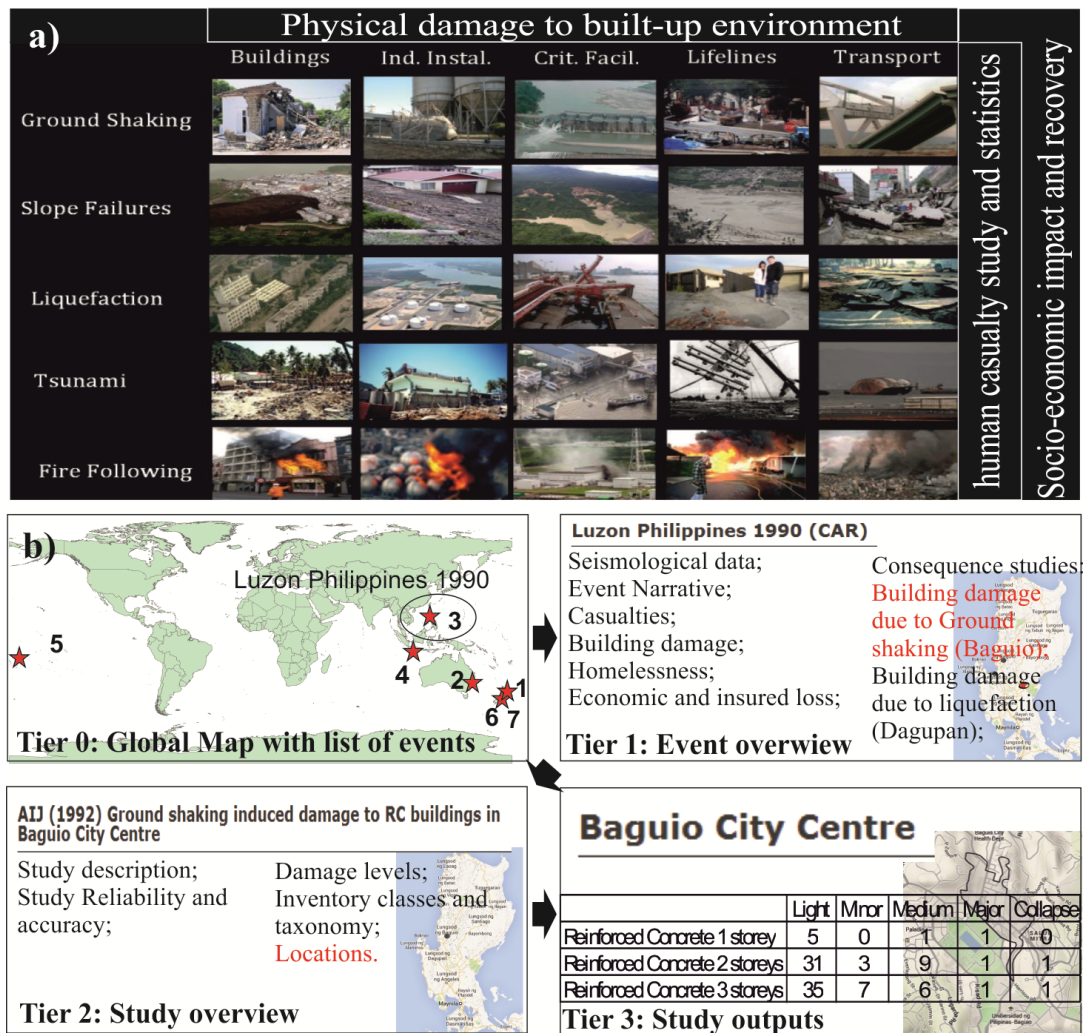 a)
Physical damage to built-up environment
Buildings
Ind. Instal.
Crit. Facil.
Lifelines
Transport
Ground Shaking
Slope Failures
Liquefaction
Tsunami
Fire Following
human casualty study and statistics
Socio-economic impact and recovery
b)
Luzon Philippines 1990
5
3
4
2
1
6
7
Tier 0: Global Map with list of events
Luzon Philippines 1990 (CAR)
Seismological data;
Event Narrative;
Casualties;
Building damage;
Homelessness;
Economic and insured loss;
Consequence studies:
Building damage
due to Ground
shaking (Baguio);
Building damage
due to liquefaction
(Dagupan);
Tier 1: Event overwiew
AIJ (1992) Ground shaking induced damage to RC buildings in
Baguio City Centre
Study description;
Study Reliability and
accuracy;
Damage levels;
Inventory classes and
taxonomy;
Locations.
Tier 2: Study overview
Baguio City Centre
Light Minor Medium Major Collapse
Reinforced Concrete 1 storey 5 0 1 1 0
Reinforced Concrete 2 storeys 31 3 9 1 1
Reinforced Concrete 3 storeys 35 7 6 1 1
Tier 3: Study outputs